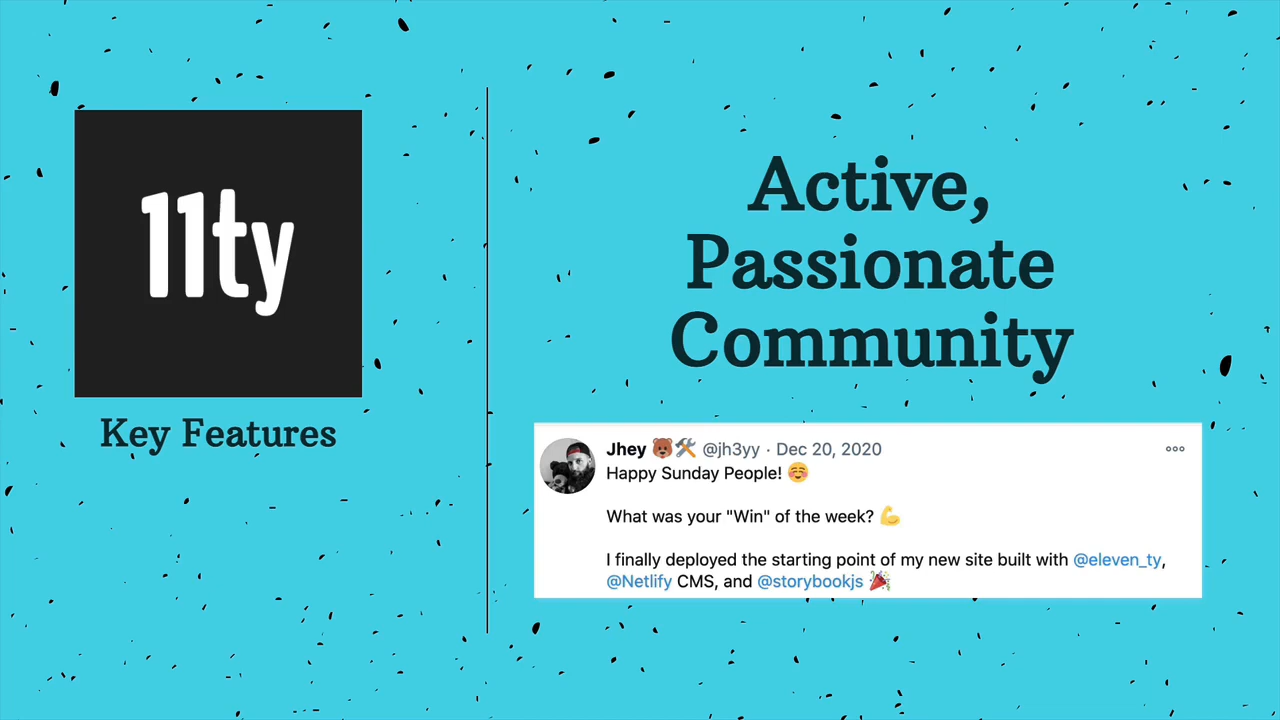 11ty
Key Features
Active,
Passionate
Community
Jhey 🐻🛠️ @jh3yy · Dec 20, 2020
Happy Sunday People! ☺️
What was your "Win" of the week? 💪
I finally deployed the starting point of my new site built with @eleven_ty,
@Netlify CMS, and @storybookjs 🎉